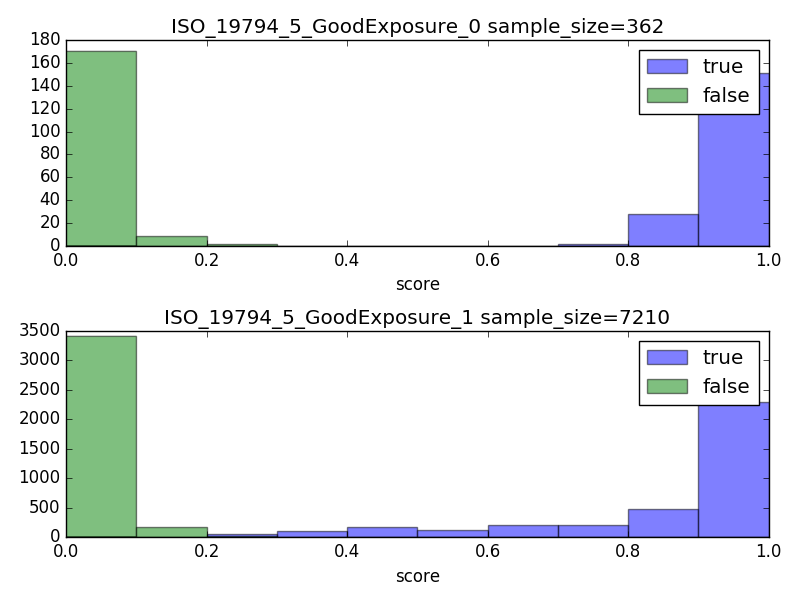 ISO_19794_5_GoodExposure_0 sample_size=362
180
160
140
120
100
80
60
40
20
0
true
false
0.0 0.2 0.4 0.6 0.8 1.0
score
ISO_19794_5_GoodExposure_1 sample_size=7210
3500
3000
2500
2000
1500
1000
500
0
true
false
0.0 0.2 0.4 0.6 0.8 1.0
score